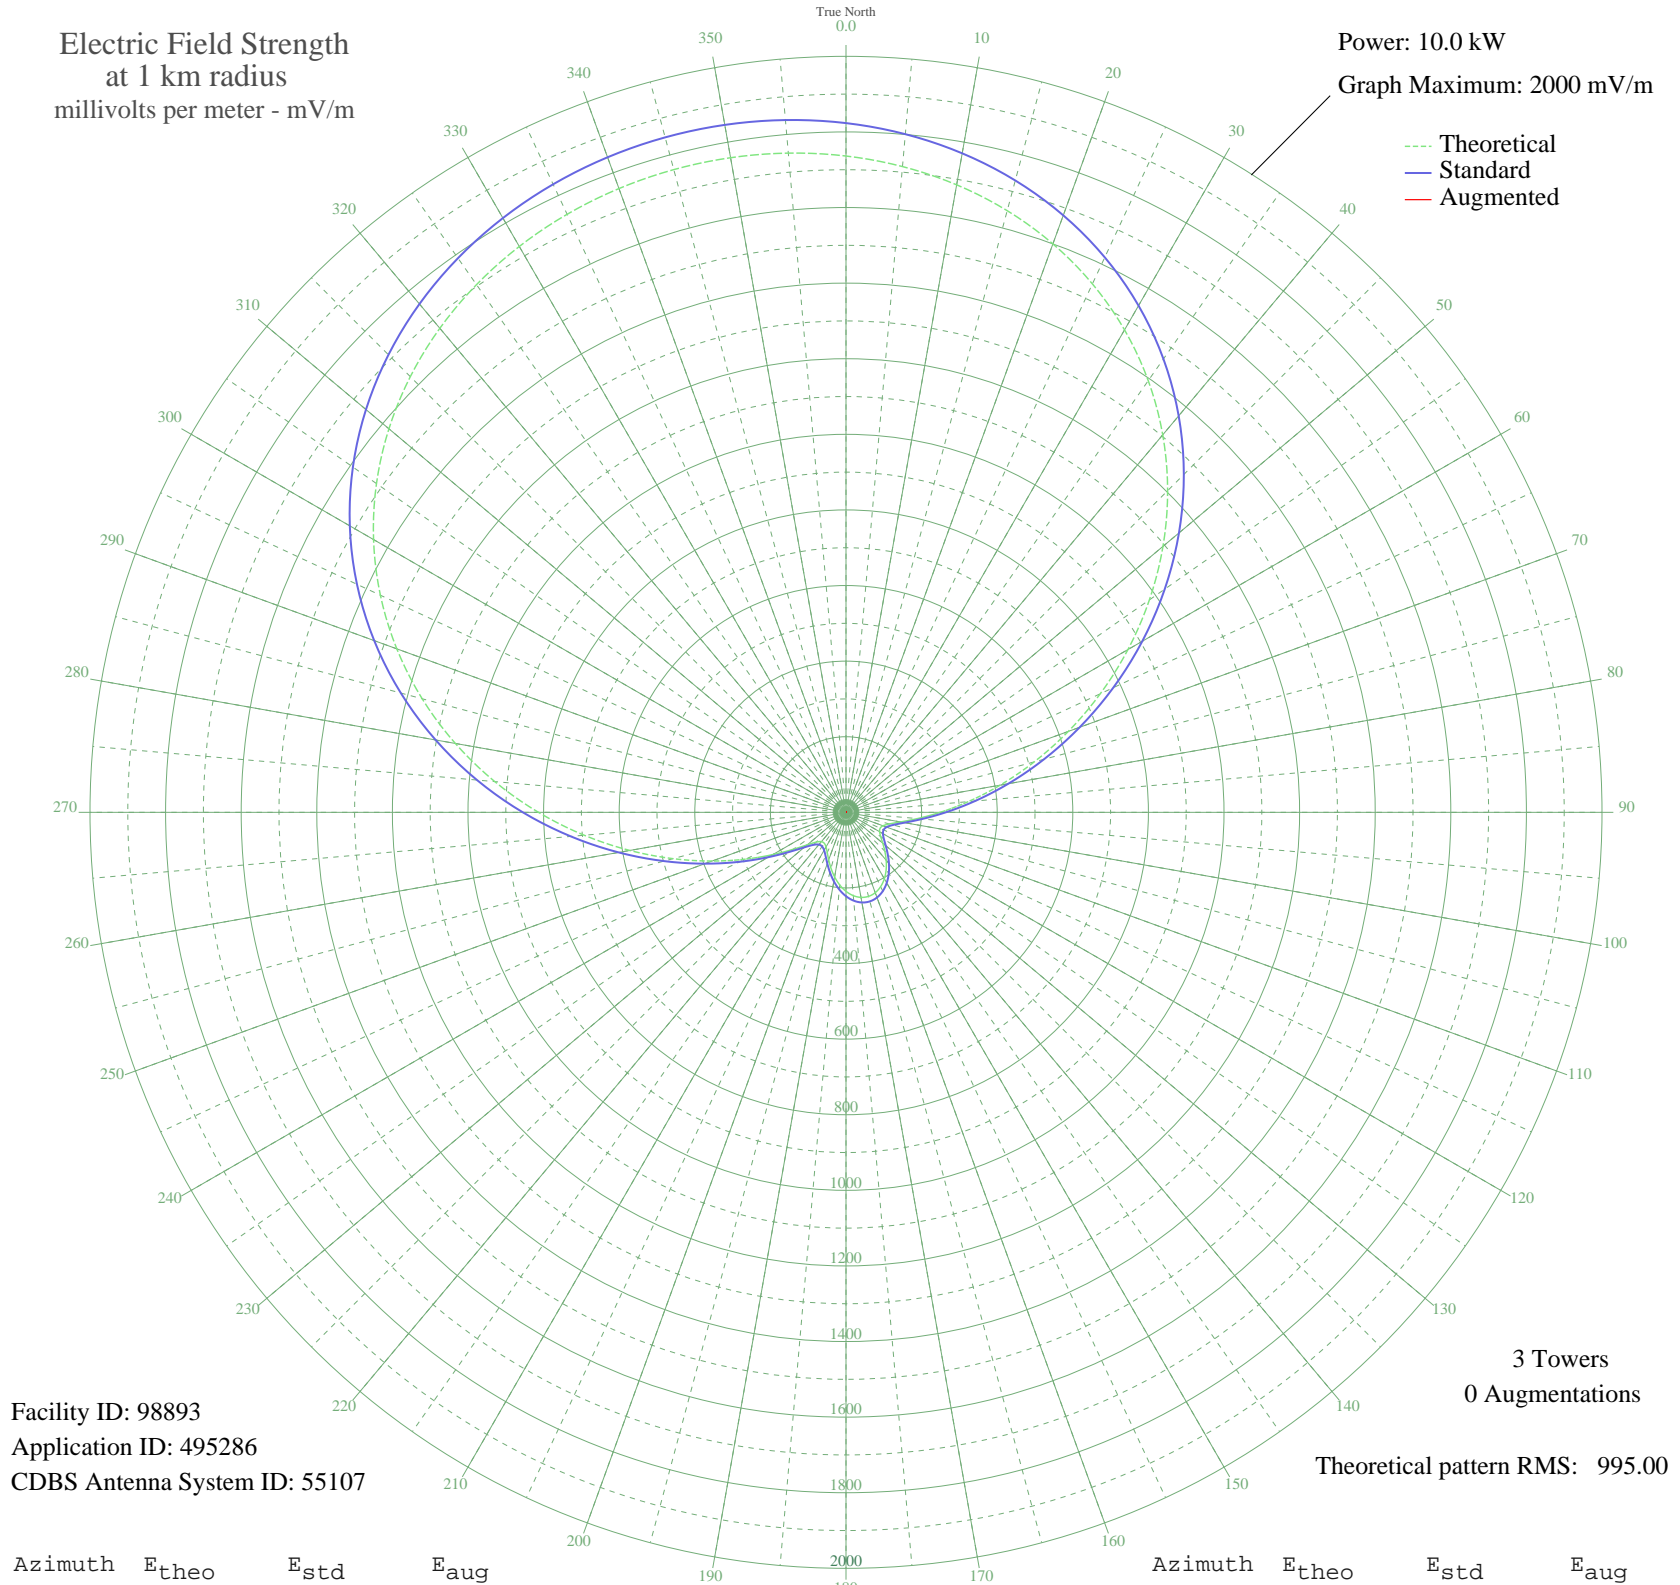 True North
Electric Field Strength
at 1 km radius
millivolts per meter - mV/m
Power: 10.0 kW
Graph Maximum: 2000 mV/m
Theoretical
Standard
Augmented
0.0
10
20
30
40
50
60
70
80
90
100
110
120
130
140
150
160
170
190
200
210
220
230
240
250
260
270
280
290
300
310
320
330
340
350
400
600
800
1000
1200
1400
1600
1800
2000
180
3 Towers
0 Augmentations
Theoretical pattern RMS: 995.00
Facility ID: 98893
Application ID: 495286
CDBS Antenna System ID: 55107
Azimuth Etheo Estd Eaug Azimuth Etheo Estd Eaug